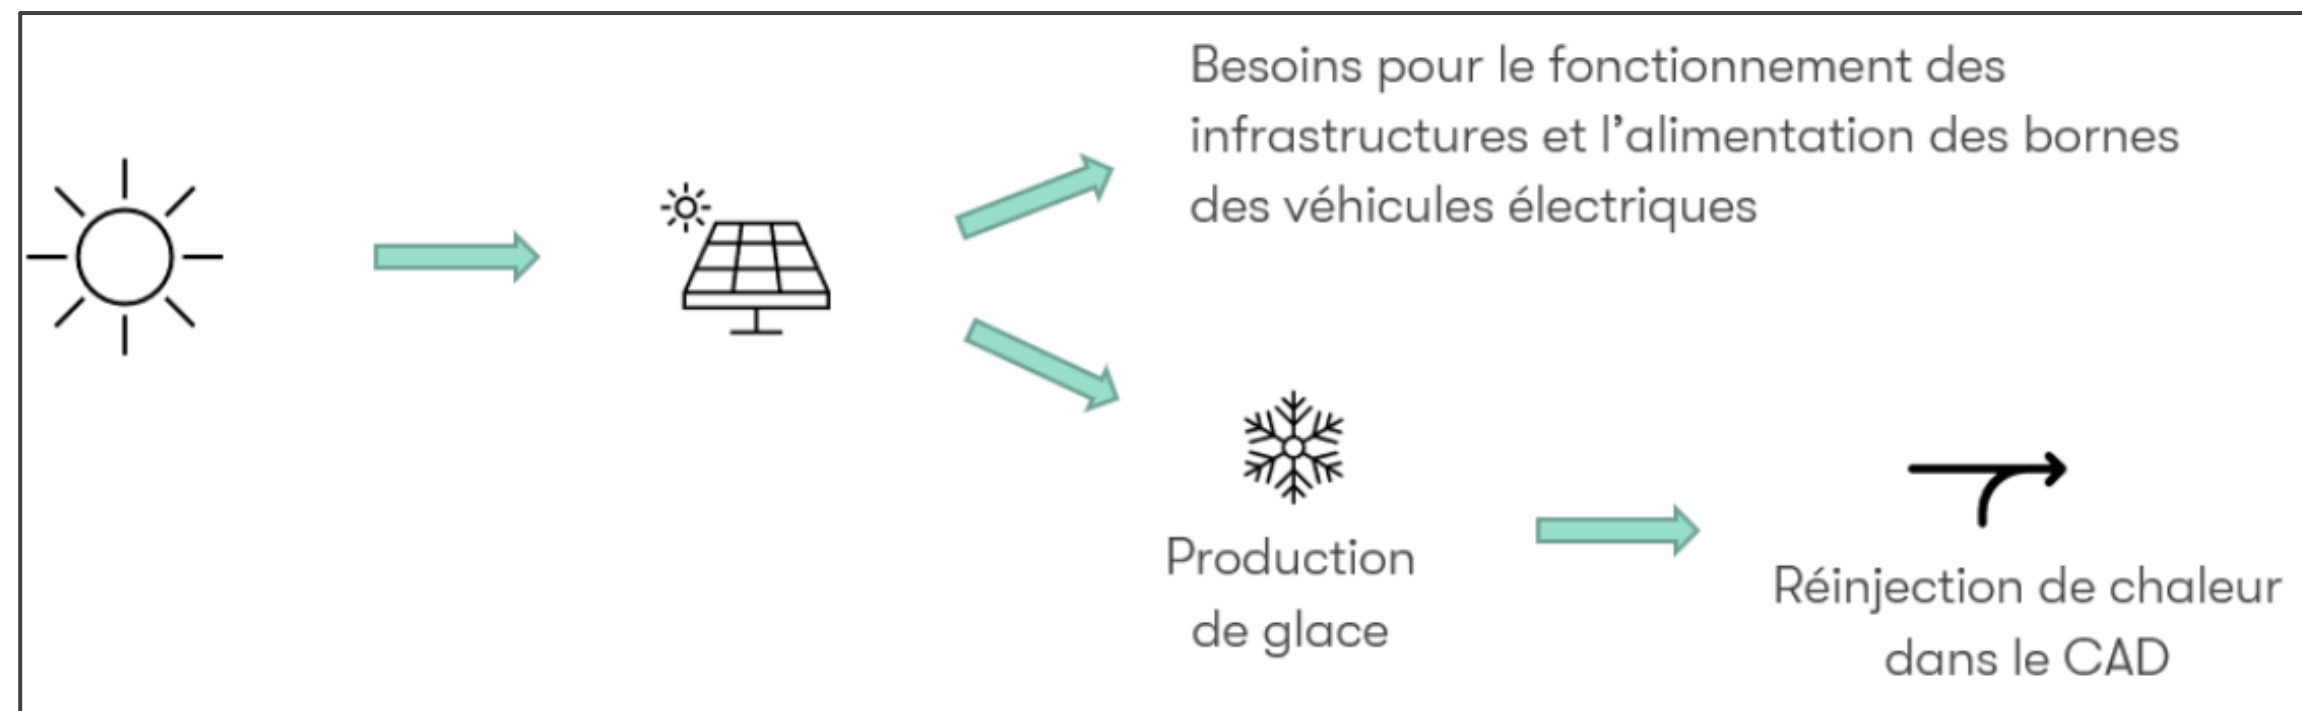 Besoins pour le fonctionnement des
infrastructures et l’alimentation des bornes
des véhicules électriques
Production
de glace
Réinjection de chaleur
dans le CAD